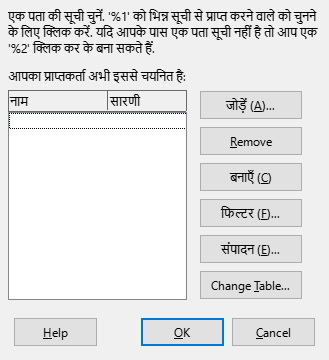 एक पता की सूची चुनें. '%1' को भिन्न सूची से प्राप्त करने वाले को चुनने
के लिए क्लिक करें. यदि आपके पास एक पता सूची नहीं है तो आप एक
'%2' क्लिक कर के बना सकते हैं.
आपका प्राप्तकर्ता अभी इससे चयनित है:
नाम सारणी
जोड़ें (A)...
Remove
बनाएँ (C)
फिल्टर (F)...
संपादन (E)...
Change Table...
Help OK Cancel